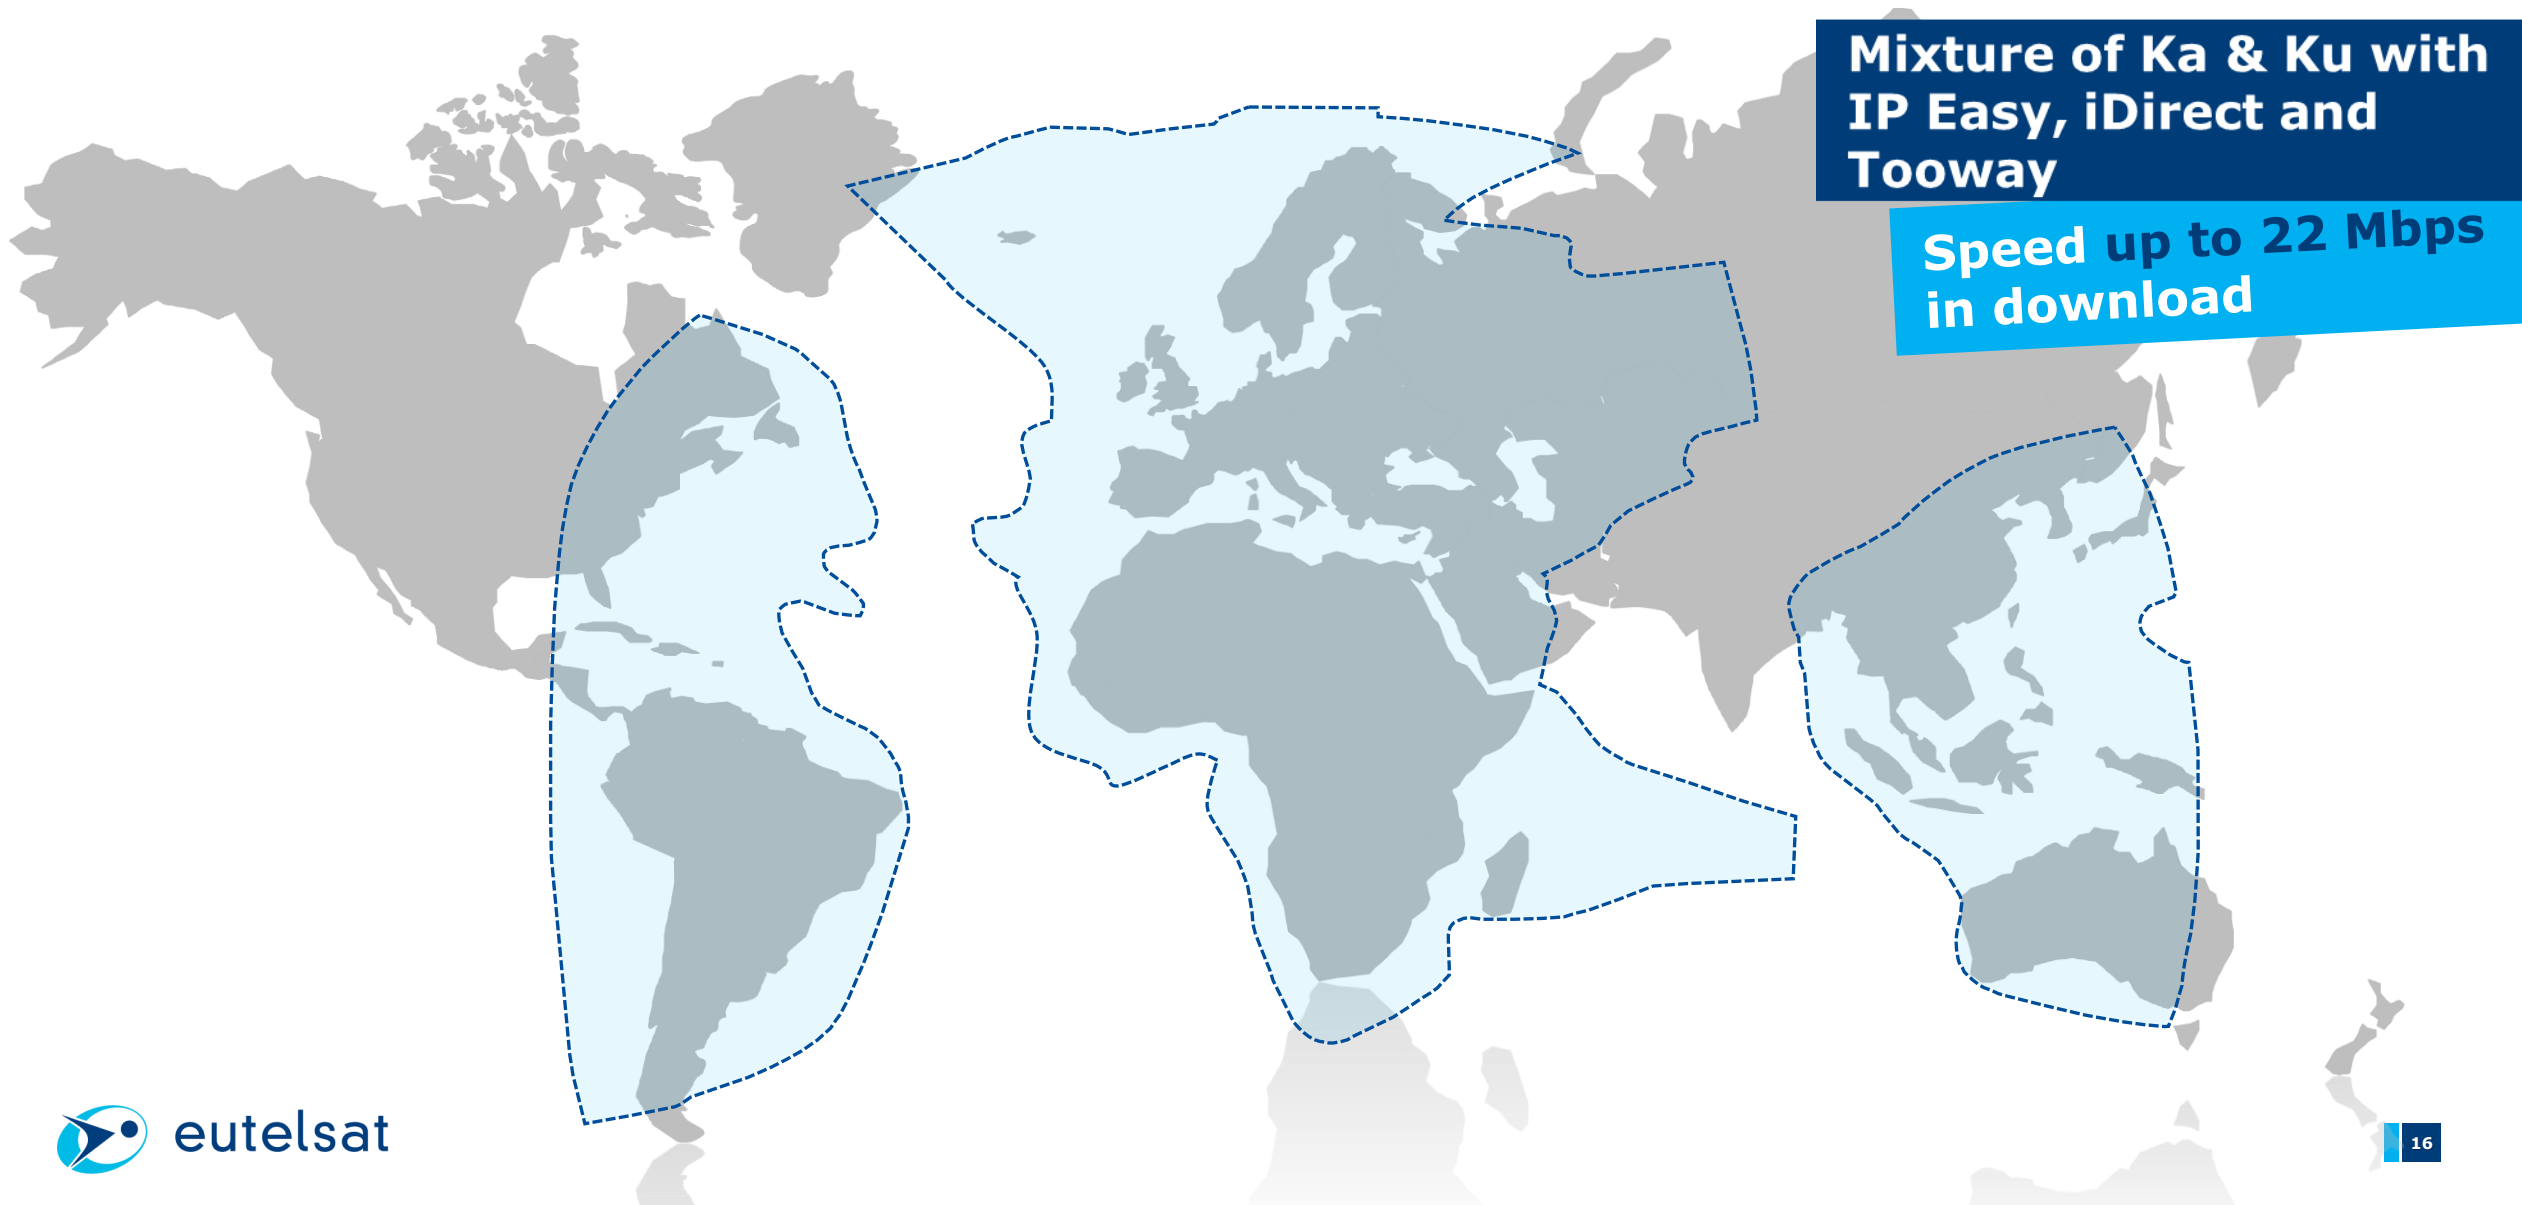 Mixture of Ka & Ku with
IP Easy, iDirect and
Tooway
Speed up to 22 Mbps
in download
eutelsat
16